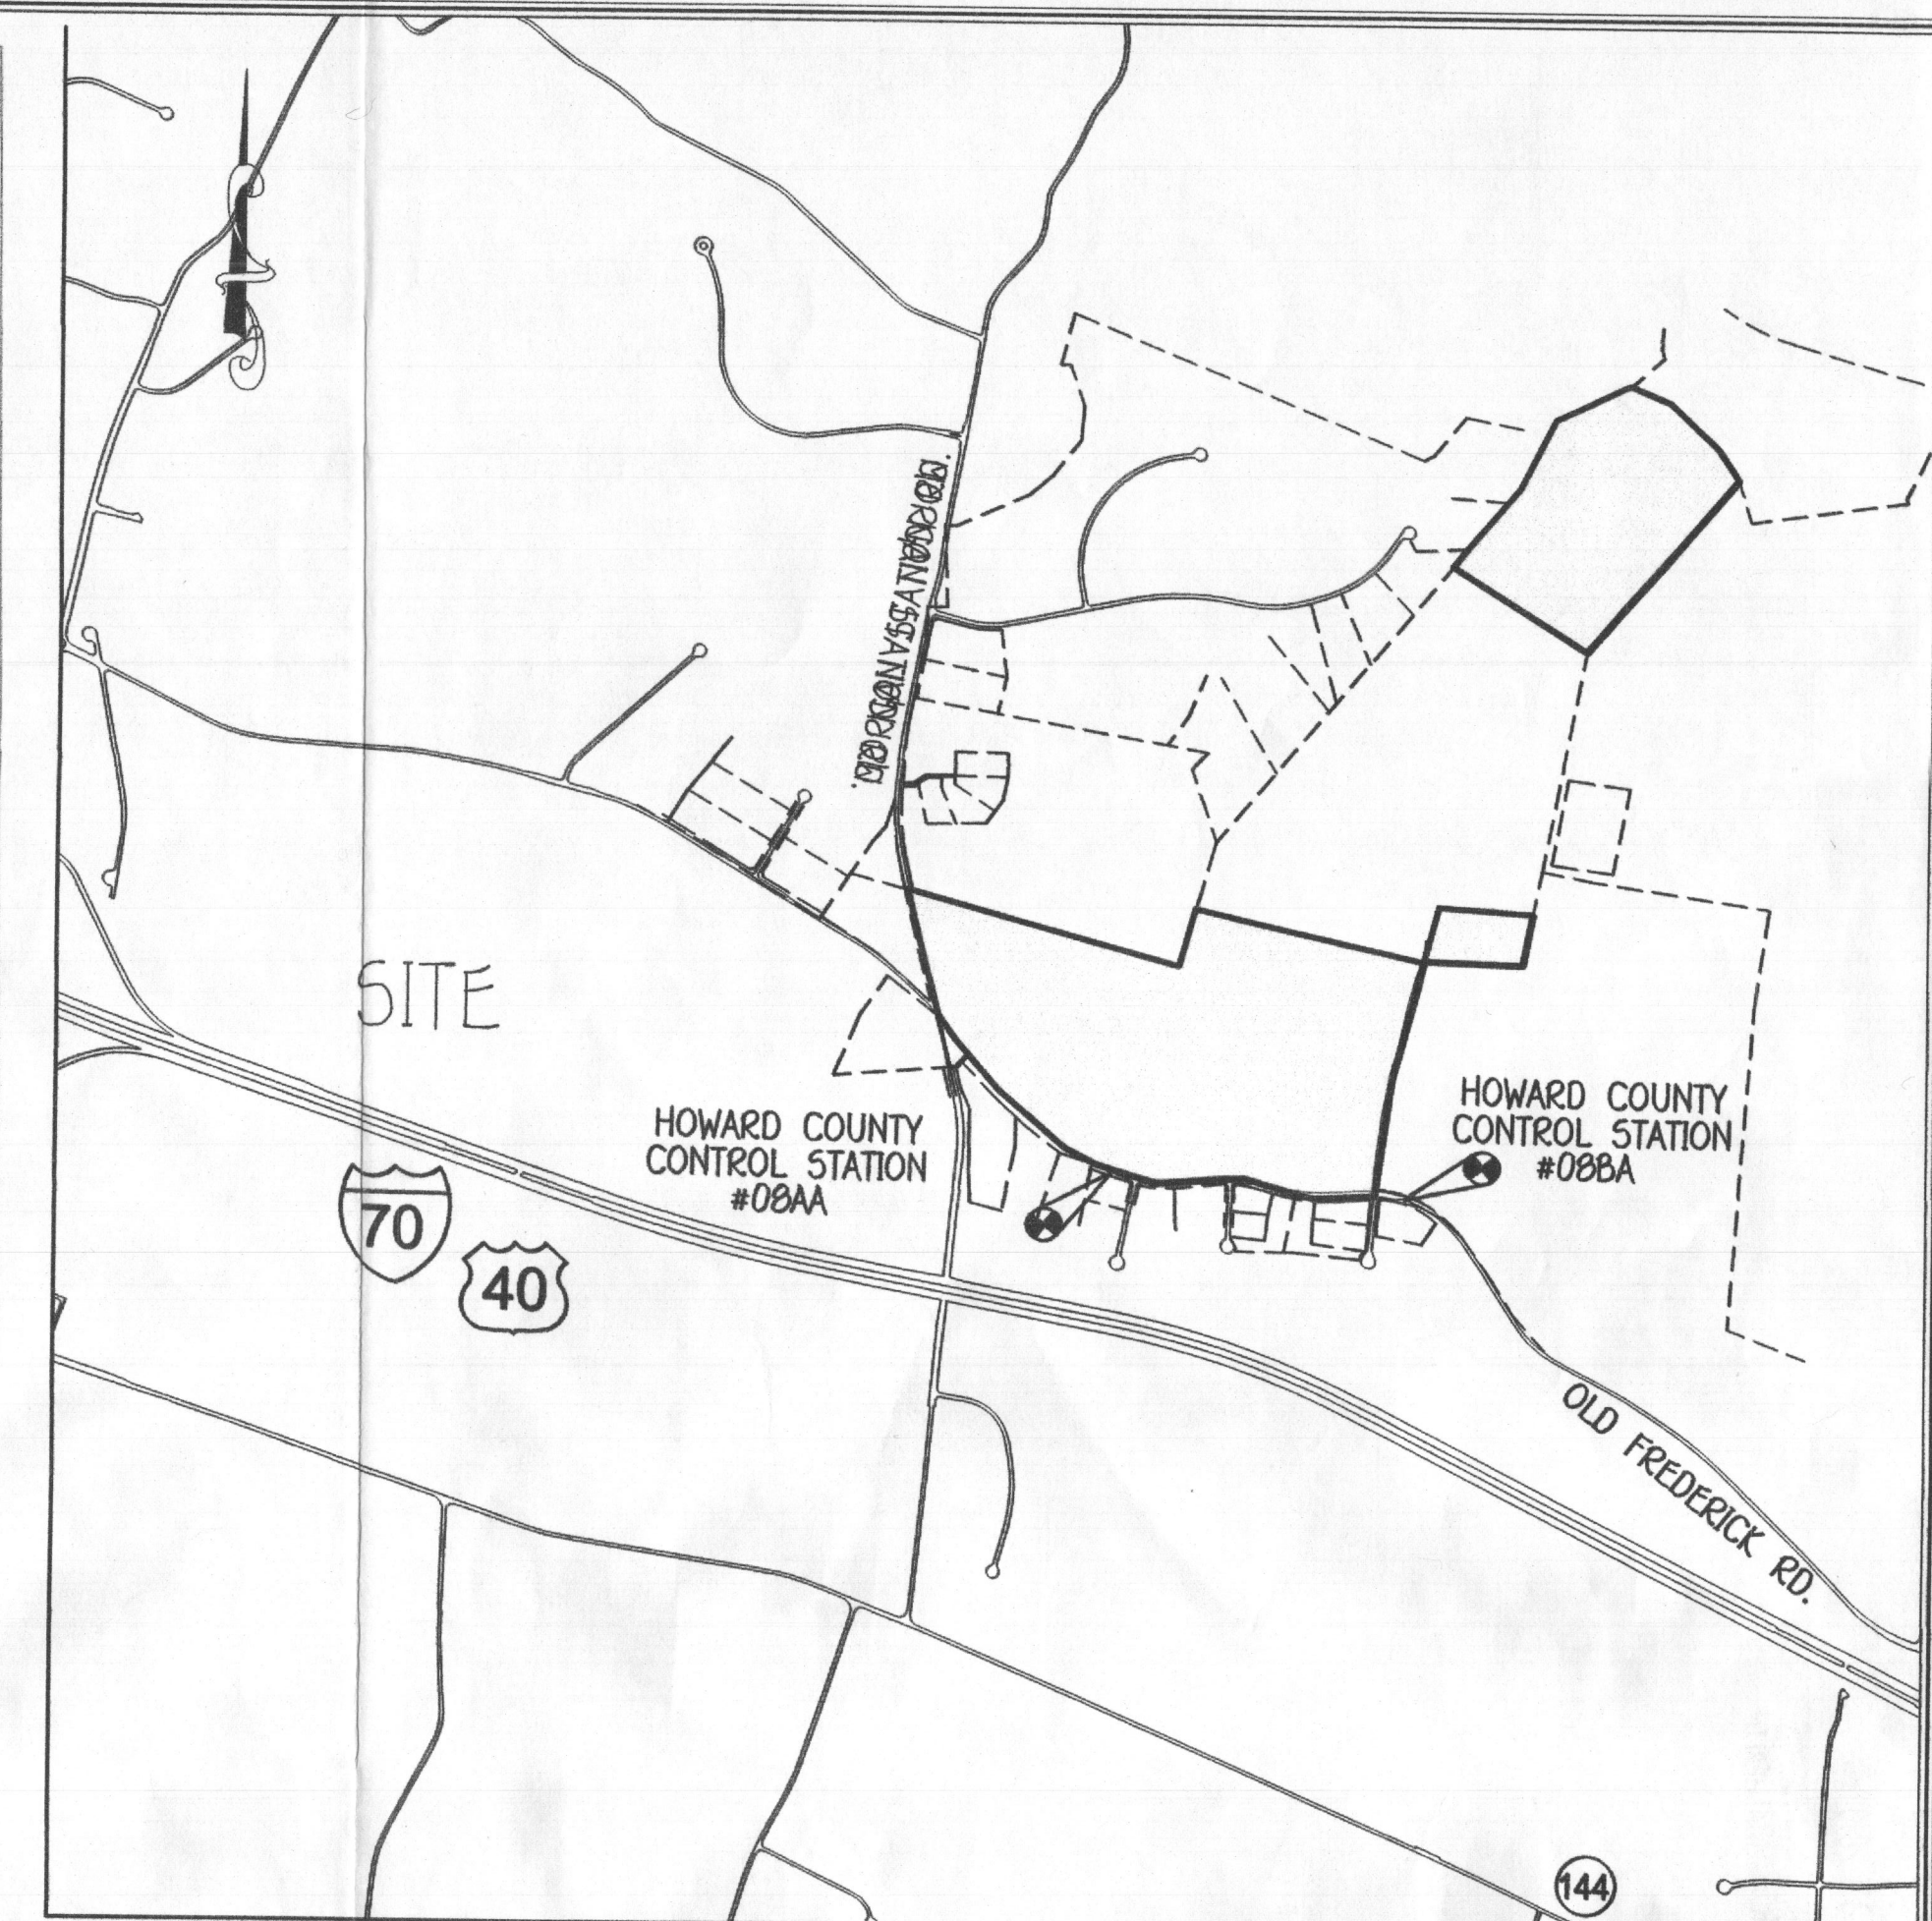 SITE
HOWARD COUNTY
CONTROL STATION
#08AA
HOWARD COUNTY
CONTROL STATION
#08BA
70
40
OLD FREDERICK RD.
144